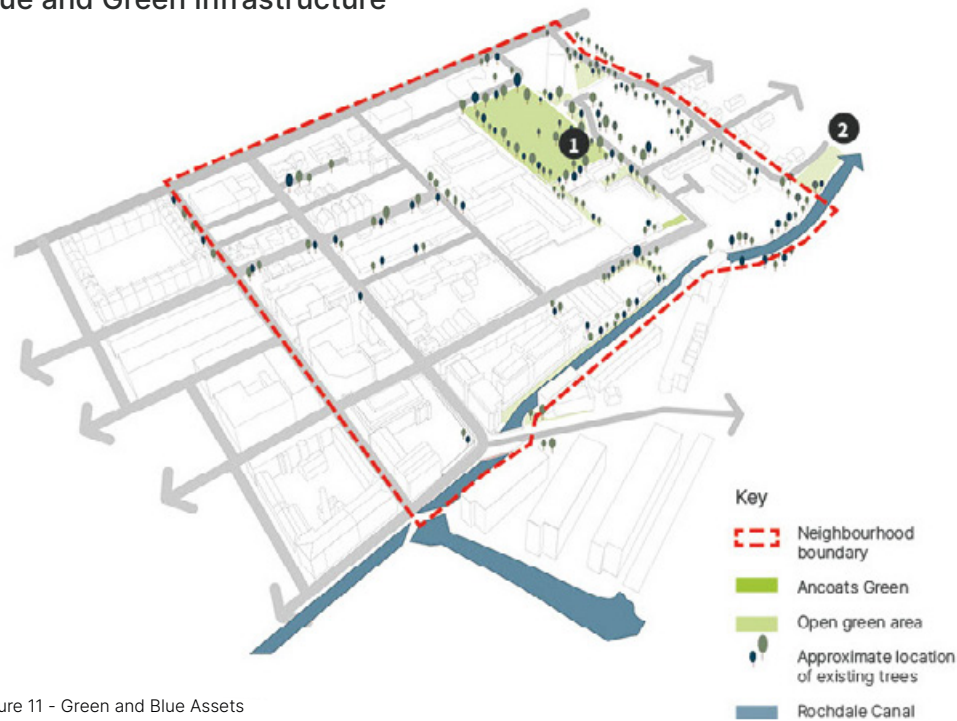 ue and Green Infrastructure
1
2
Key
Neighbourhood
boundary
Ancoats Green
Open green area
Approximate location
of existing trees
Rochdale Canal
ure 11 - Green and Blue Assets